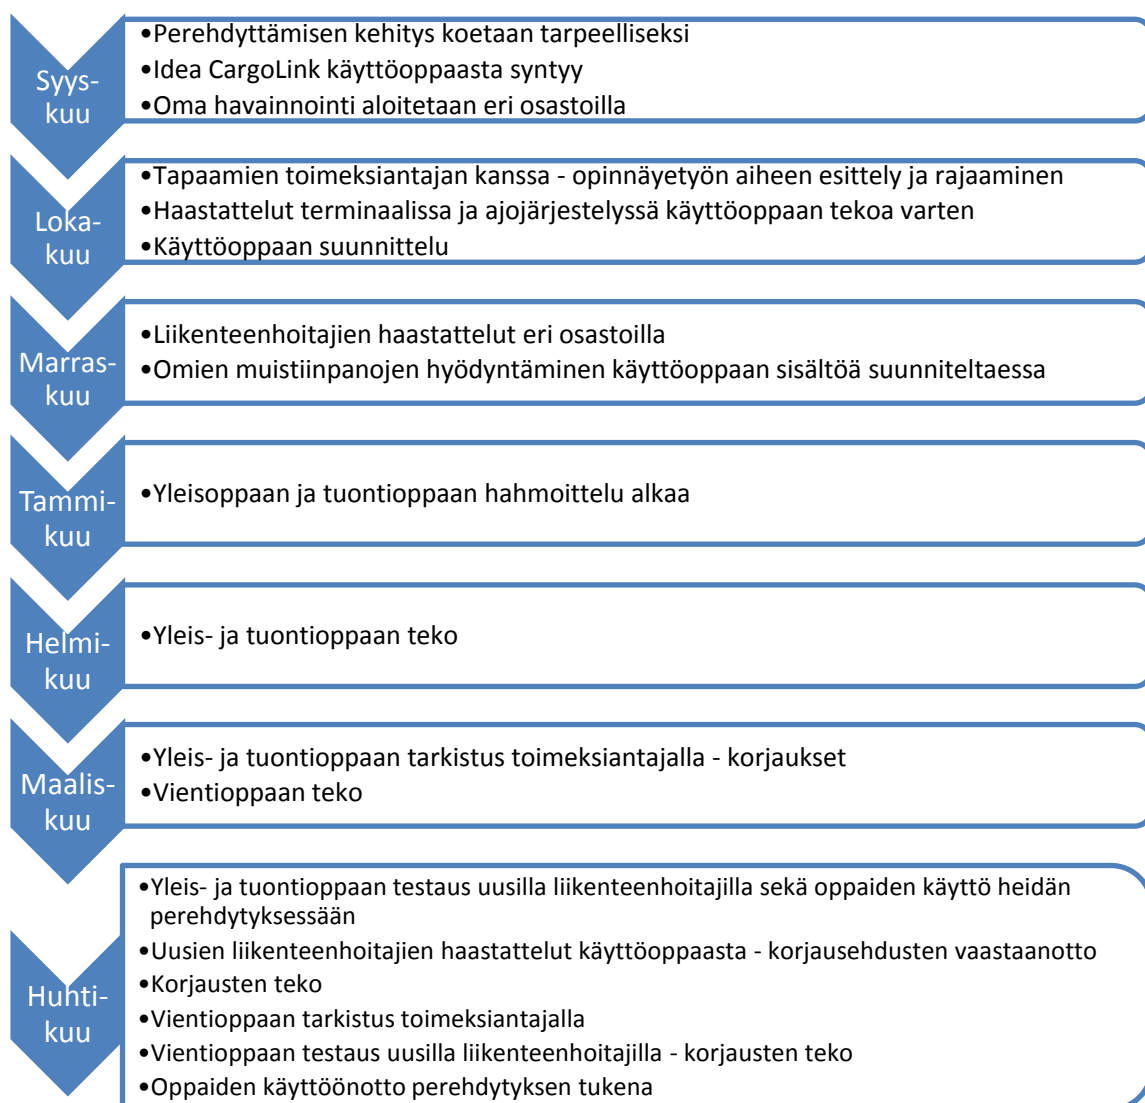 Syys-
kuu
•Perehdyttämisen kehitys koetaan tarpeelliseksi
•Idea CargoLink käyttöoppaasta syntyy
•Oma havainnointi aloitetaan eri osastoilla
Loka-
kuu
•Tapaamien toimeksiantajan kanssa - opinnäyetyön aiheen esittely ja rajaaminen
•Haastattelut terminaalissa ja ajojärjestelyssä käyttöoppaan tekoa varten
•Käyttöoppaan suunnittelu
Marras-
kuu
•Liikenteenhoitajien haastattelut eri osastoilla
•Omien muistiinpanojen hyödyntäminen käyttöoppaan sisältöä suunniteltaessa
Tammi-
kuu
•Yleisoppaan ja tuontioppaan hahmoittelu alkaa
Helmi-
kuu
•Yleis- ja tuontioppaan teko
Maalis-
kuu
•Yleis- ja tuontioppaan tarkistus toimeksiantajalla - korjaukset
•Vientioppaan teko
Huhti-
kuu
•Yleis- ja tuontioppaan testaus uusilla liikenteenhoitajilla sekä oppaiden käyttö heidän
perehdytyksessään
•Uusien liikenteenhoitajien haastattelut käyttöoppaasta - korjausehdusten vaastaanotto
•Korjausten teko
•Vientioppaan tarkistus toimeksiantajalla
•Vientioppaan testaus uusilla liikenteenhoitajilla - korjausten teko
•Oppaiden käyttöönotto perehdytyksen tukena